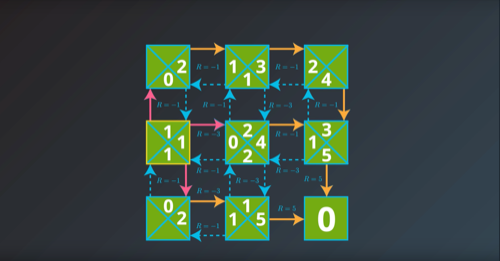 R = -1 R = -1
2 1 3 2
0 1 4
R = -1 R = -1
R = -1 R = -1 R = -3 R = -1
1 R = -3 2 R = -1 3
1 0 4 1
1 2 5
R = -1 R = -3
R = -1 R = -1 R = -3 R = 5
0 R = -3 1 R = 5
2 1 5 0
R = -1